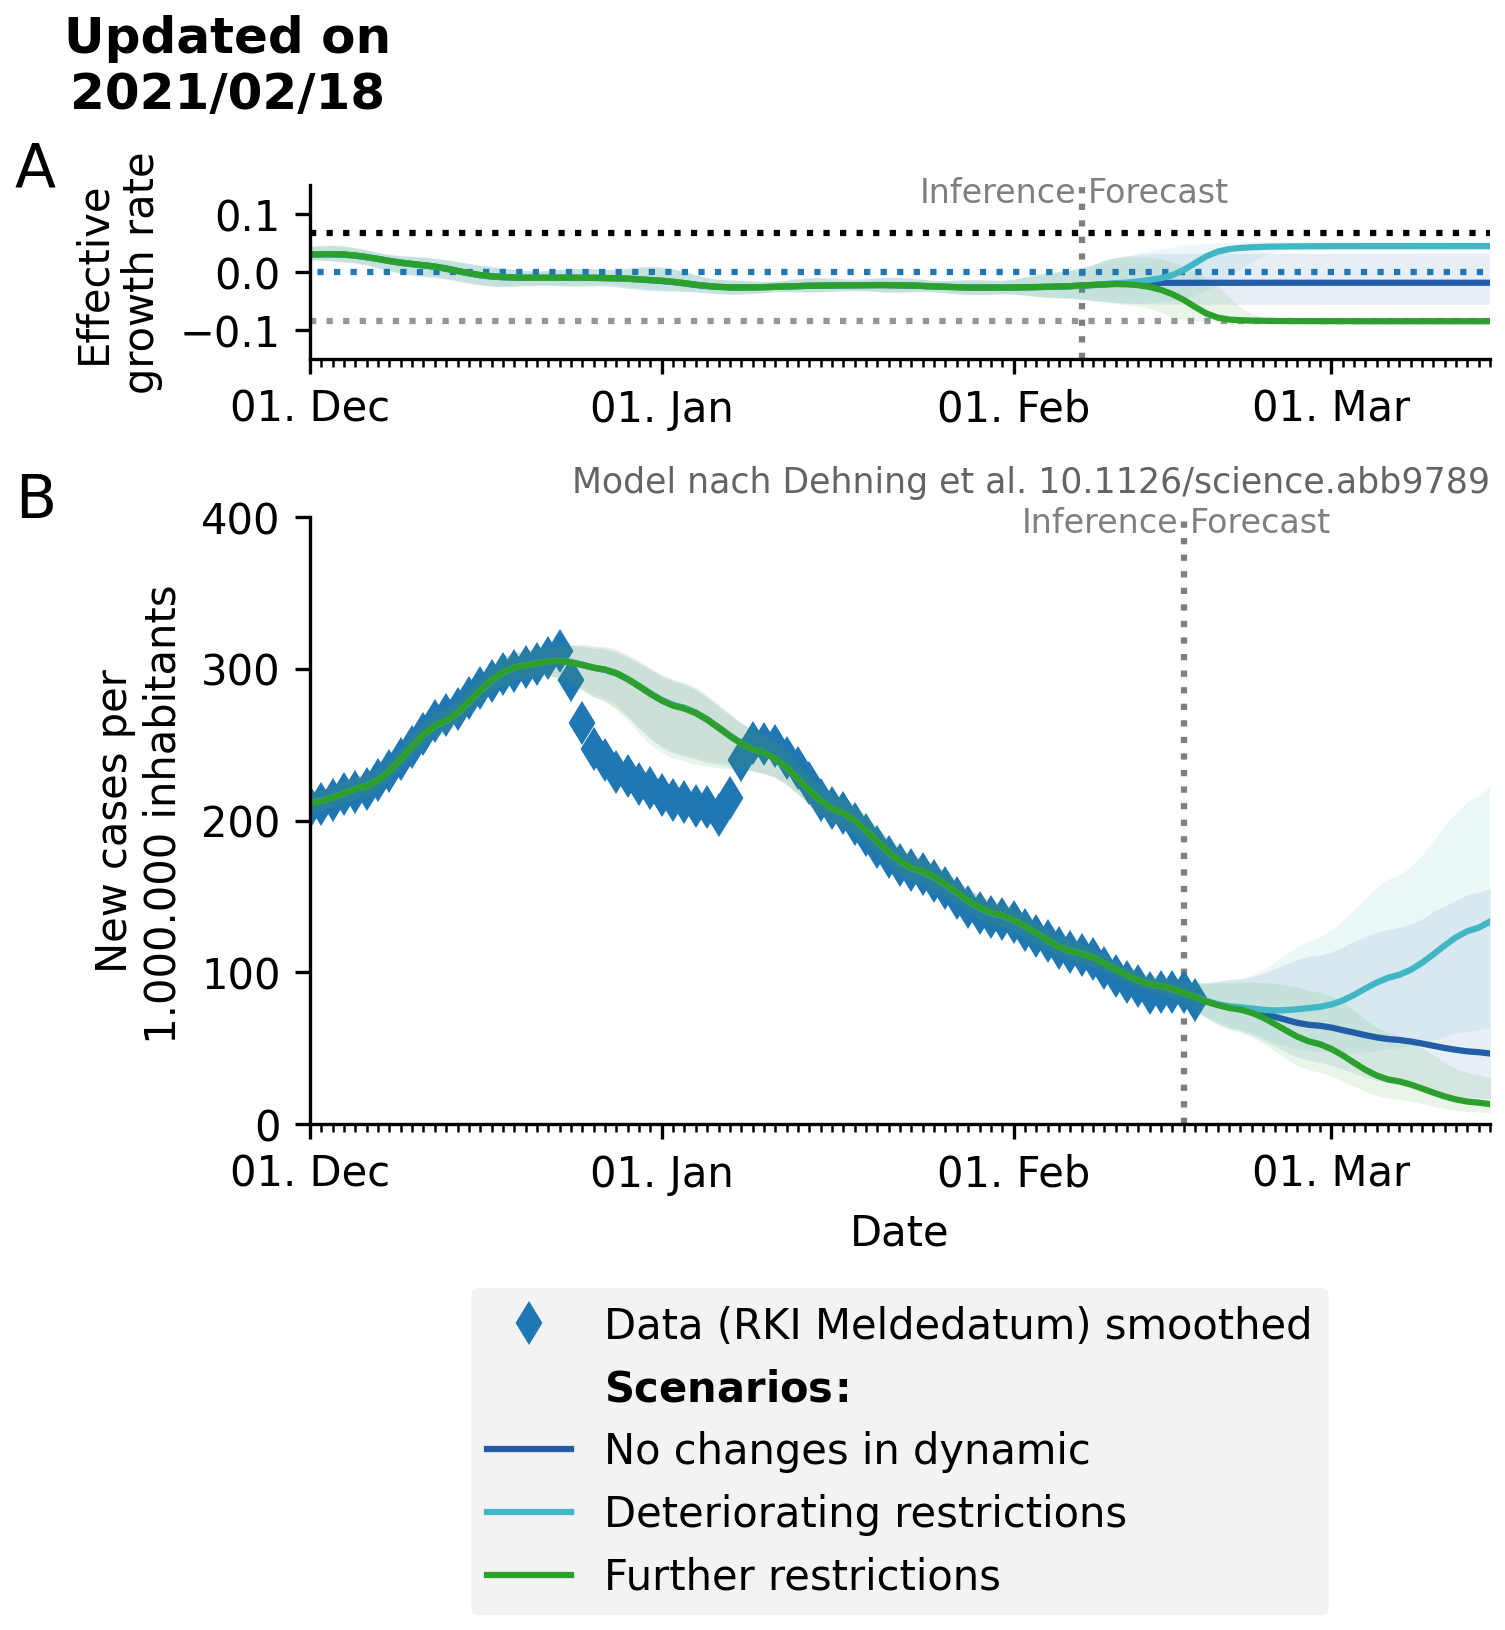 Updated on
2021/02/18
A
Effective
growth rate
0.1
0.0
−0.1
Inference Forecast
01. Dec 01. Jan 01. Feb 01. Mar
B
Model nach Dehning et al. 10.1126/science.abb9789
Inference Forecast
New cases per
1.000.000 inhabitants
400
300
200
100
0
01. Dec 01. Jan 01. Feb 01. Mar
Date
Data (RKI Meldedatum) smoothed
Scenarios:
No changes in dynamic
Deteriorating restrictions
Further restrictions